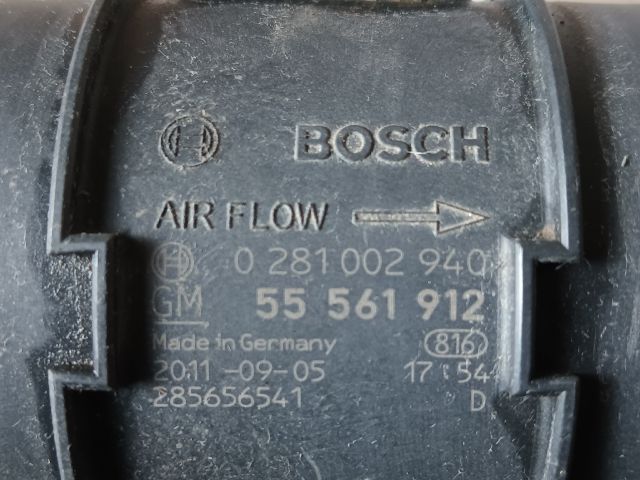 BOSCH
AIR FLOW
0 281 002 940
GM 55 561 912
Made in Germany 816
2011-09-05 17:54
285656541 D